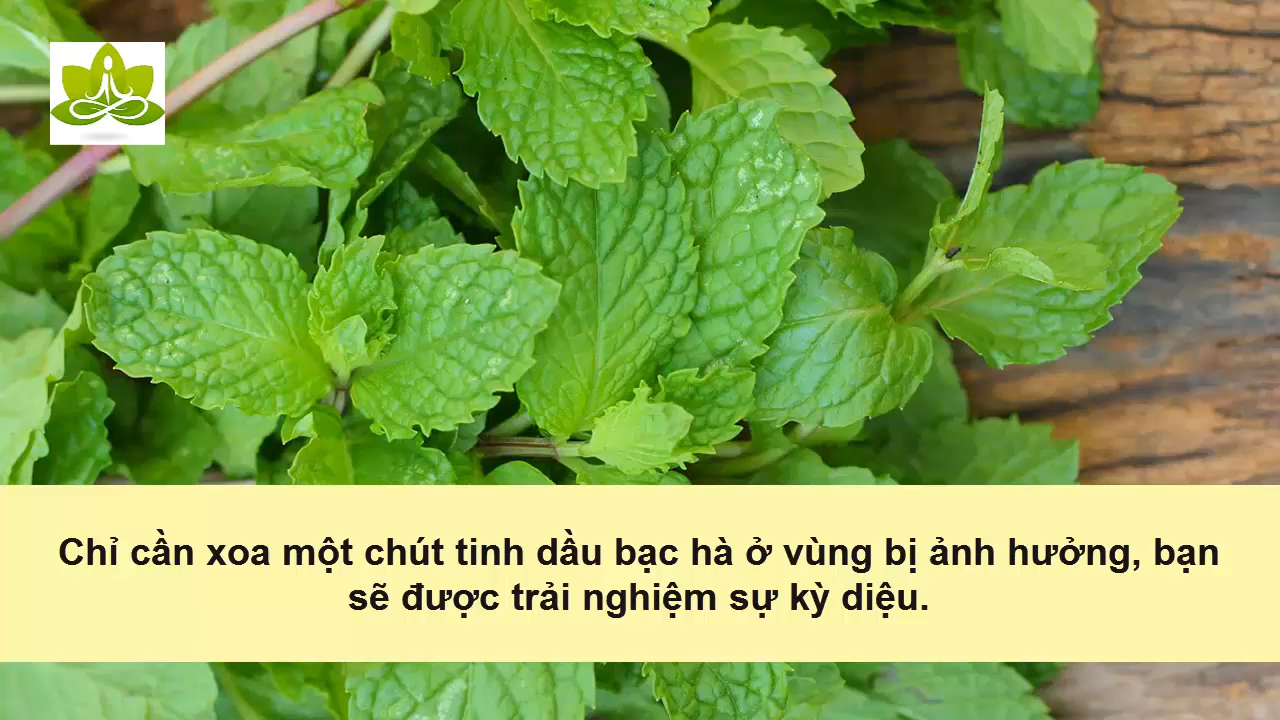 Chỉ cần xoa một chút tinh dầu bạc hà ở vùng bị ảnh hưởng, bạn
sẽ được trải nghiệm sự kỳ diệu.